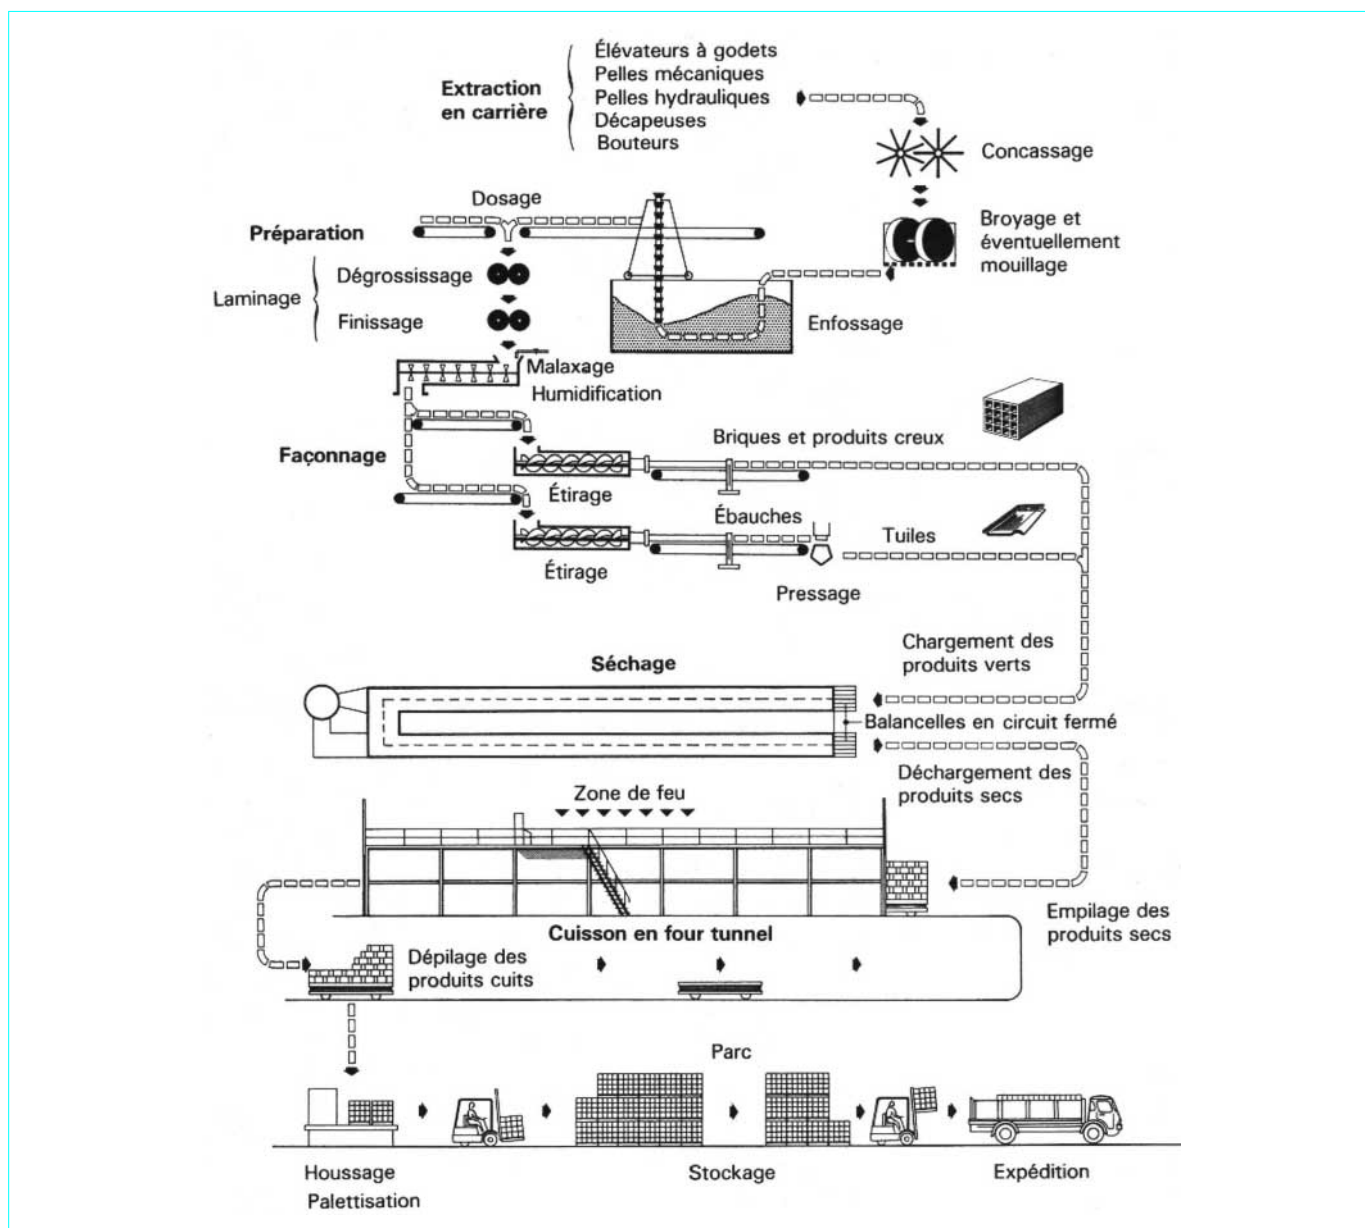 Extraction
en carrière
Élévateurs à godets
Pelles mécaniques
Pelles hydrauliques
Décapeuses
Bouteurs
Concassage
Dosage
Broyage et
éventuellement
mouillage
Préparation
Laminage
Dégrossissage
Finissage
Enfossage
Malaxage
Humidification
Façonnage
Briques et produits creux
Étirage
Ébauches
Tuiles
Étirage
Pressage
Chargement des
produits verts
Séchage
Balancelles en circuit fermé
Déchargement des
produits secs
Zone de feu
Empilage des
produits secs
Cuisson en four tunnel
Dépilage des
produits cuits
Parc
Houssage
Palettisation
Stockage
Expédition